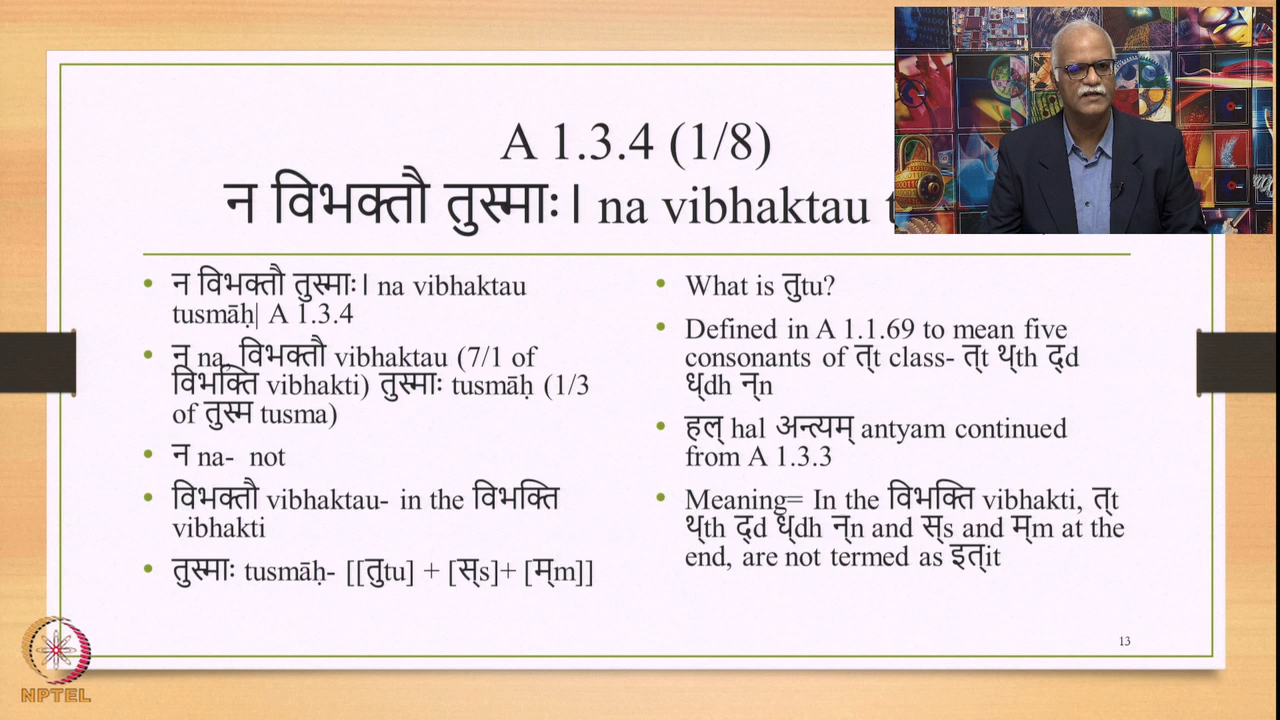 A 1.3.4 (1/8)
न विभक्तौ तुस्माः। na vibhaktau
• न विभक्तौ तुस्माः। na vibhaktau
tusmāḥ| A 1.3.4
• न na, विभक्तौ vibhaktau (7/1 of
विभक्ति vibhakti) तुस्माः tusmāḥ (1/3
of तुस्म tusma)
• न na- not
• विभक्तौ vibhaktau- in the विभक्ति
vibhakti
• तुस्माः tusmāḥ- [[तुtu] + [स्s]+ [म्m]]
• What is तुtu?
• Defined in A 1.1.69 to mean five
consonants of त्t class- त्t थ्th द्d
ध्dh न्n
• हल् hal अन्त्यम् antyam continued
from A 1.3.3
• Meaning= In the विभक्ति vibhakti, त्t
थ्th द्d ध्dh न्n and स्s and म्m at the
end, are not termed as इत्it
13
NPTEL